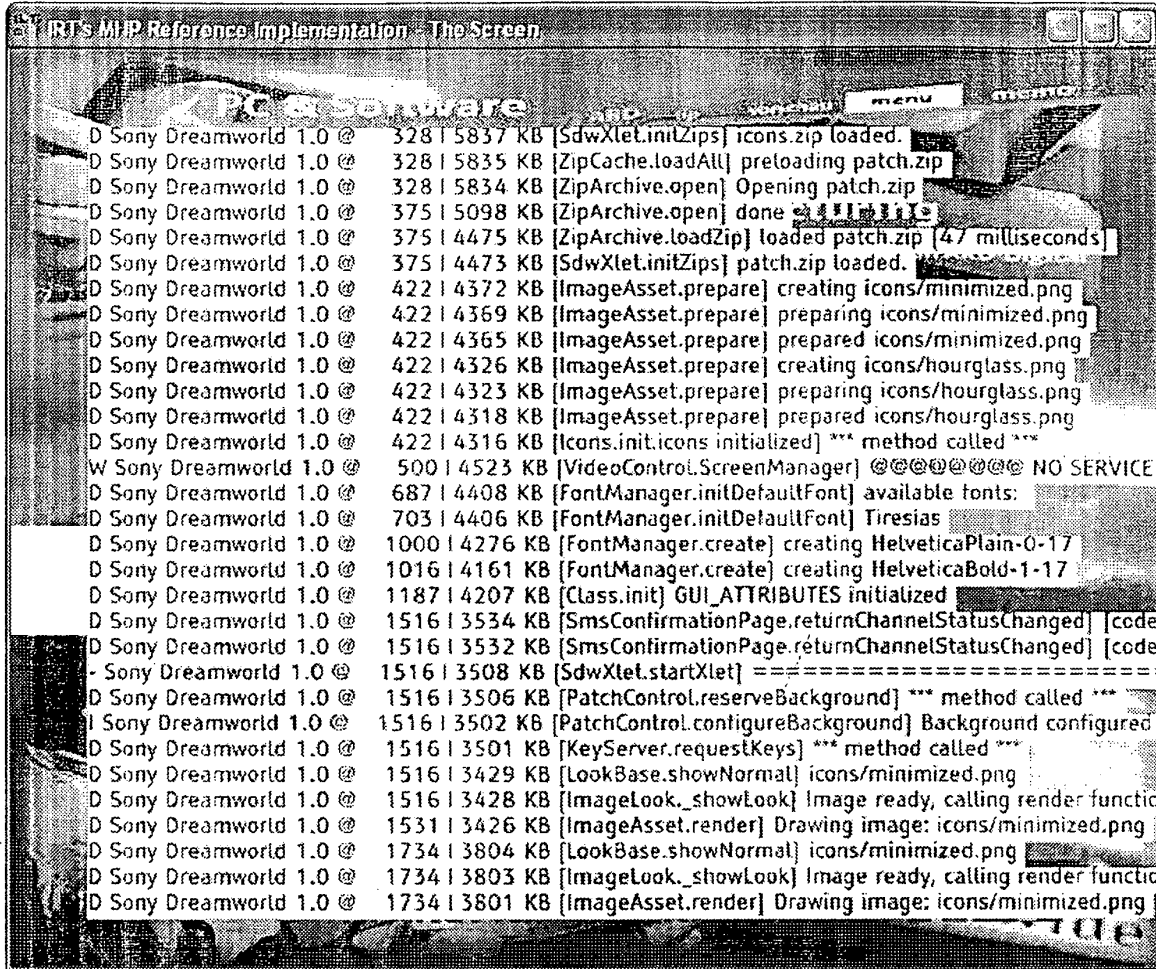 IRT's MHP Reference Implementation - The Screen
PC & Software
menu
D Sony Dreamworld 1.0 @ 328 | 5837 KB [SdwXlet.initZips] icons.zip loaded.
D Sony Dreamworld 1.0 @ 328 | 5835 KB [ZipCache.loadAll] preloading patch.zip
D Sony Dreamworld 1.0 @ 328 | 5834 KB [ZipArchive.open] Opening patch.zip
D Sony Dreamworld 1.0 @ 375 | 5098 KB [ZipArchive.open] done
D Sony Dreamworld 1.0 @ 375 | 4475 KB [ZipArchive.loadZip] loaded patch.zip [47 milliseconds]
D Sony Dreamworld 1.0 @ 375 | 4473 KB [SdwXlet.initZips] patch.zip loaded.
D Sony Dreamworld 1.0 @ 422 | 4372 KB [ImageAsset.prepare] creating icons/minimized.png
D Sony Dreamworld 1.0 @ 422 | 4369 KB [ImageAsset.prepare] preparing icons/minimized.png
D Sony Dreamworld 1.0 @ 422 | 4365 KB [ImageAsset.prepare] prepared icons/minimized.png
D Sony Dreamworld 1.0 @ 422 | 4326 KB [ImageAsset.prepare] creating icons/hourglass.png
D Sony Dreamworld 1.0 @ 422 | 4323 KB [ImageAsset.prepare] preparing icons/hourglass.png
D Sony Dreamworld 1.0 @ 422 | 4318 KB [ImageAsset.prepare] prepared icons/hourglass.png
D Sony Dreamworld 1.0 @ 422 | 4316 KB [Icons.init.icons initialized] *** method called ***
W Sony Dreamworld 1.0 @ 500 | 4523 KB [VideoControl.ScreenManager] @@@@@@@ NO SERVICE
D Sony Dreamworld 1.0 @ 687 | 4408 KB [FontManager.initDefaultFont] available fonts:
D Sony Dreamworld 1.0 @ 703 | 4406 KB [FontManager.initDefaultFont] Tiresias
D Sony Dreamworld 1.0 @ 1000 | 4276 KB [FontManager.create] creating HelveticaPlain-0-17
D Sony Dreamworld 1.0 @ 1016 | 4161 KB [FontManager.create] creating HelveticaBold-1-17
D Sony Dreamworld 1.0 @ 1187 | 4207 KB [Class.init] GUI_ATTRIBUTES initialized
D Sony Dreamworld 1.0 @ 1516 | 3534 KB [SmsConfirmationPage.returnChannelStatusChanged] [code
D Sony Dreamworld 1.0 @ 1516 | 3532 KB [SmsConfirmationPage.returnChannelStatusChanged] [code
- Sony Dreamworld 1.0 @ 1516 | 3508 KB [SdwXlet.startXlet] =========================
D Sony Dreamworld 1.0 @ 1516 | 3506 KB [PatchControl.reserveBackground] *** method called ***
I Sony Dreamworld 1.0 @ 1516 | 3502 KB [PatchControl.configureBackground] Background configured
D Sony Dreamworld 1.0 @ 1516 | 3501 KB [KeyServer.requestKeys] *** method called ***
D Sony Dreamworld 1.0 @ 1516 | 3429 KB [LookBase.showNormal] icons/minimized.png
D Sony Dreamworld 1.0 @ 1516 | 3428 KB [ImageLook._showLook] Image ready, calling render functio
D Sony Dreamworld 1.0 @ 1531 | 3426 KB [ImageAsset.render] Drawing image: icons/minimized.png
D Sony Dreamworld 1.0 @ 1734 | 3804 KB [LookBase.showNormal] icons/minimized.png
D Sony Dreamworld 1.0 @ 1734 | 3803 KB [ImageLook._showLook] Image ready, calling render functio
D Sony Dreamworld 1.0 @ 1734 | 3801 KB [ImageAsset.render] Drawing image: icons/minimized.png [